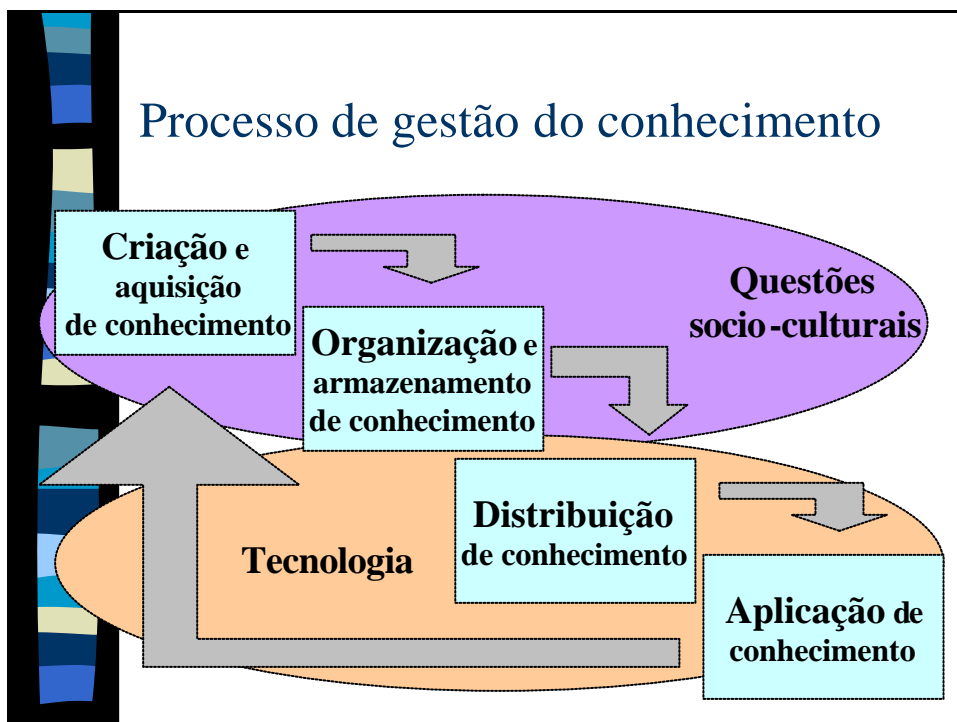 Processo de gestão do conhecimento
Criação e
aquisição
de conhecimento
Questões
socio-culturais
Organização e
armazenamento
de conhecimento
Distribuição
de conhecimento
Tecnologia
Aplicação de
conhecimento